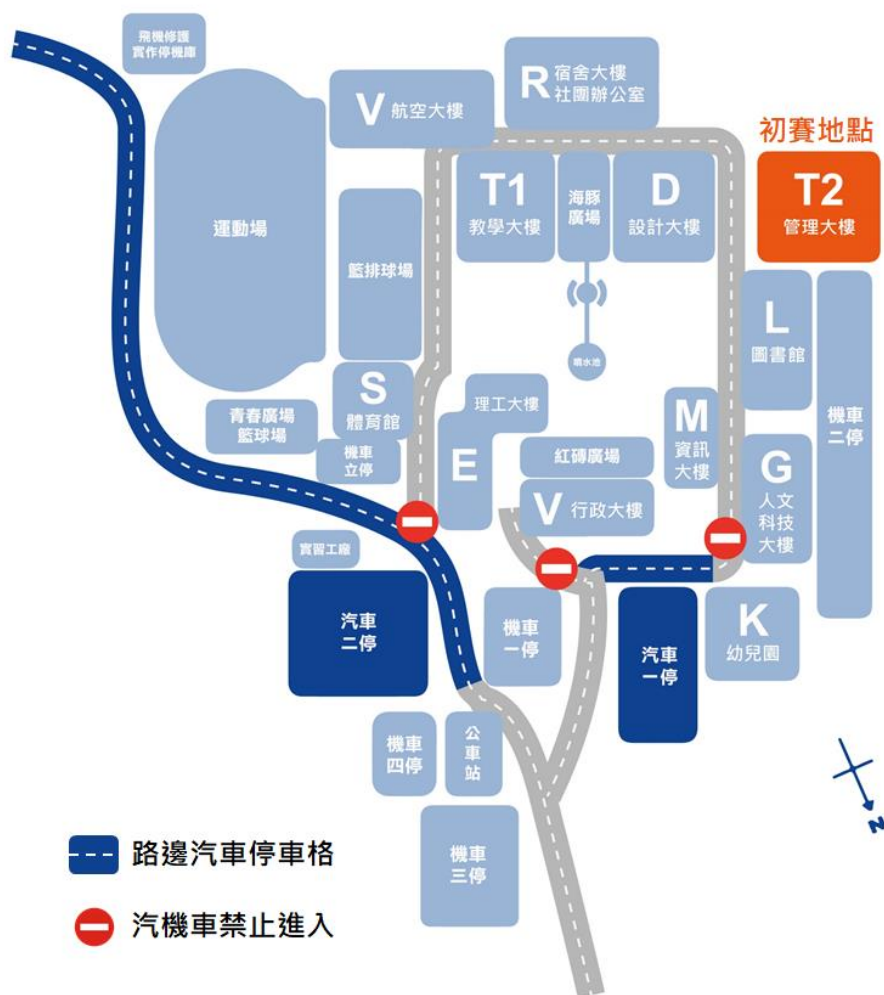 飛機修護
實作停機庫
V 航空大樓
R 宿舍大樓
社團辦公室
初賽地點
T1
教學大樓
海豚
廣場
D
設計大樓
T2
管理大樓
運動場
籃排球場
噴水池
L
圖書館
機車
二停
S
體育館
青春廣場
籃球場
機車
立停
理工大樓
E
紅磚廣場
V 行政大樓
M
資訊
大樓
G
人文
科技
大樓
實習工廠
汽車
二停
機車
一停
汽車
一停
K
幼兒園
機車
四停
公
車
站
機車
三停
N
路邊汽車停車格
汽機車禁止進入